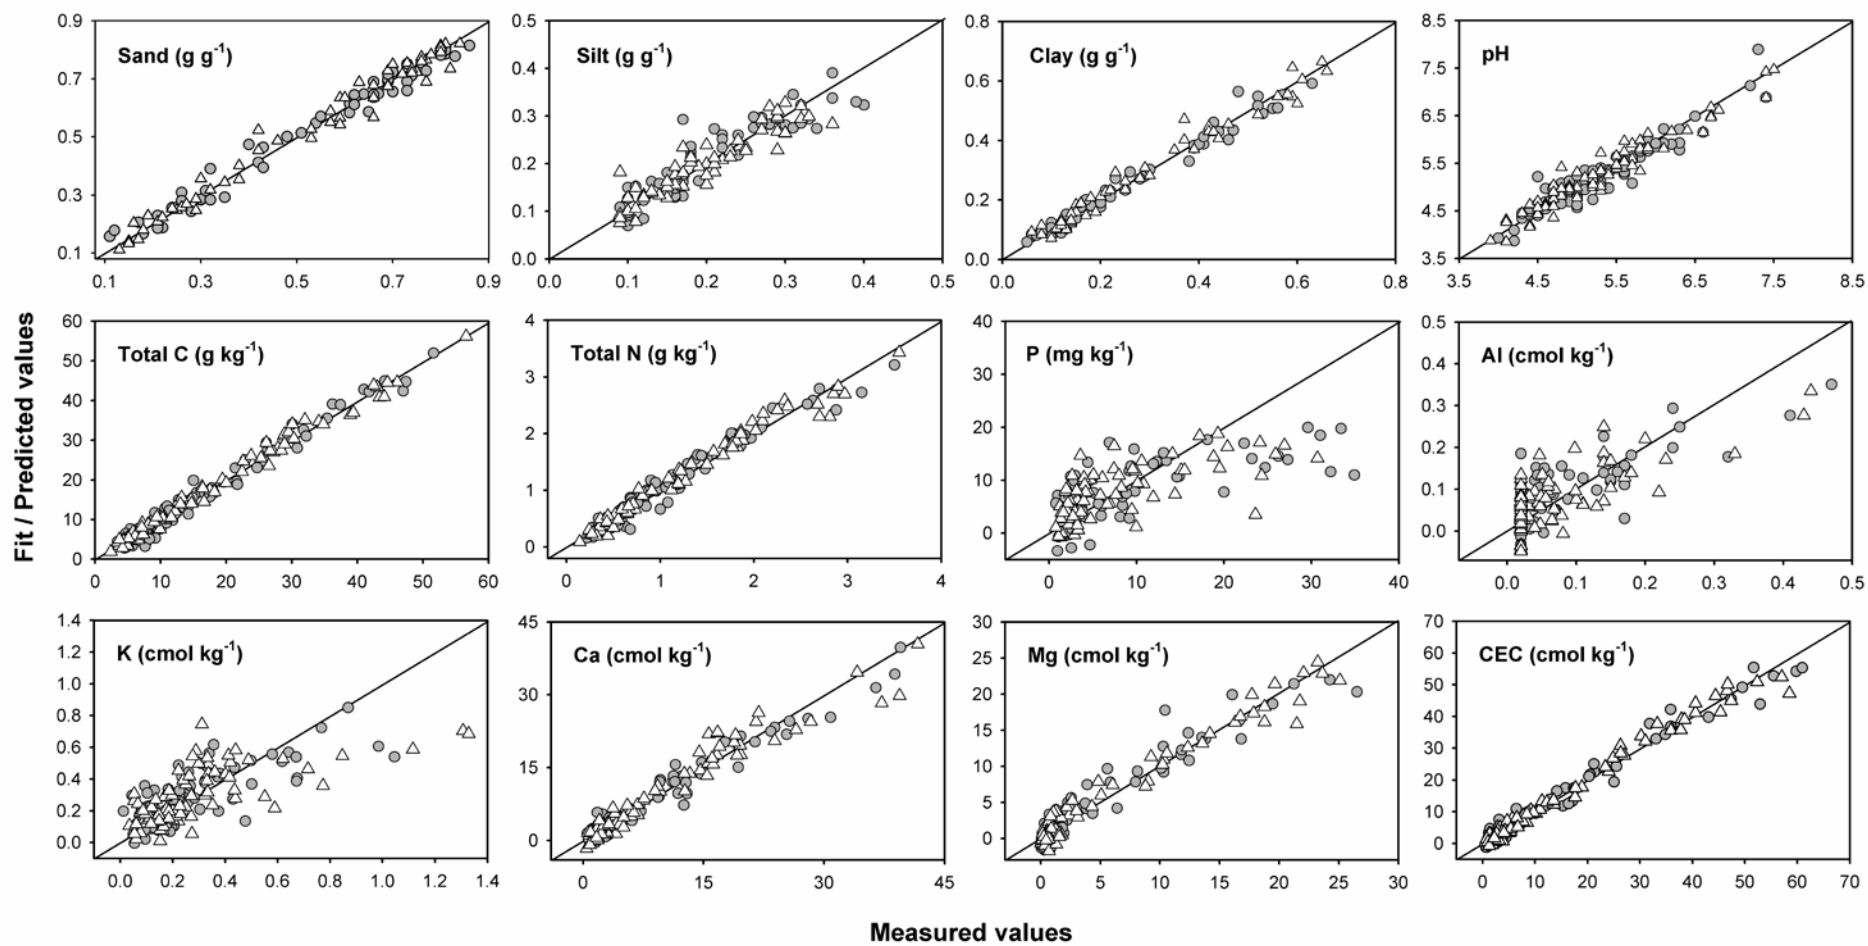 Fit / Predicted values
Sand (g g⁻¹)
0.9
0.7
0.5
0.3
0.1
0.1 0.3 0.5 0.7 0.9
Silt (g g⁻¹)
0.5
0.4
0.3
0.2
0.1
0.0
0.0 0.1 0.2 0.3 0.4 0.5
Clay (g g⁻¹)
0.8
0.6
0.4
0.2
0.0
0.0 0.2 0.4 0.6 0.8
pH
8.5
7.5
6.5
5.5
4.5
3.5
3.5 4.5 5.5 6.5 7.5 8.5
Total C (g kg⁻¹)
60
50
40
30
20
10
0
0 10 20 30 40 50 60
Total N (g kg⁻¹)
4
3
2
1
0
0 1 2 3 4
P (mg kg⁻¹)
40
30
20
10
0
0 10 20 30 40
Al (cmol kg⁻¹)
0.5
0.4
0.3
0.2
0.1
0.0
0.0 0.1 0.2 0.3 0.4 0.5
K (cmol kg⁻¹)
1.4
1.2
1.0
0.8
0.6
0.4
0.2
0.0
0.0 0.2 0.4 0.6 0.8 1.0 1.2 1.4
Ca (cmol kg⁻¹)
45
30
15
0
0 15 30 45
Mg (cmol kg⁻¹)
30
25
20
15
10
5
0
0 5 10 15 20 25 30
CEC (cmol kg⁻¹)
70
60
50
40
30
20
10
0
0 10 20 30 40 50 60 70
Measured values